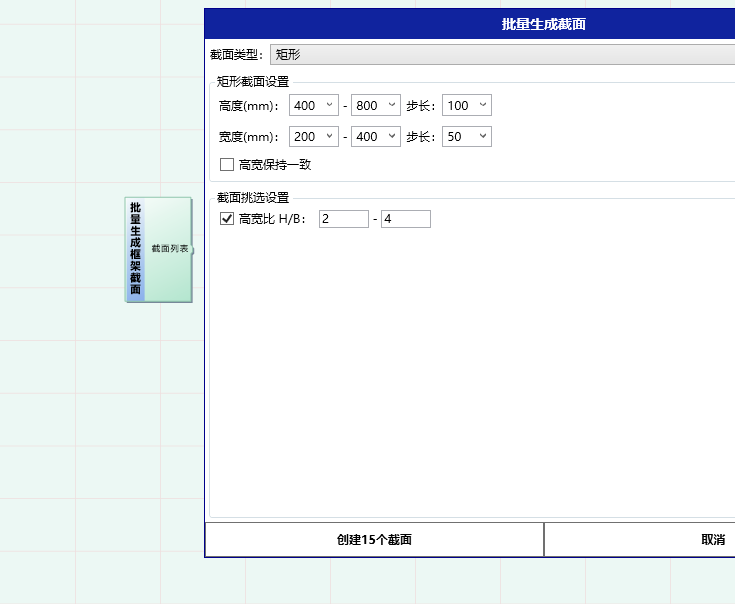 批量生成截面
截面类型： 矩形
矩形截面设置
高度(mm)： 400 - 800 步长： 100
宽度(mm)： 200 - 400 步长： 50
高宽保持一致
截面挑选设置
高宽比 H/B： 2 - 4
批量生成框架截面
截面列表
创建15个截面 取消